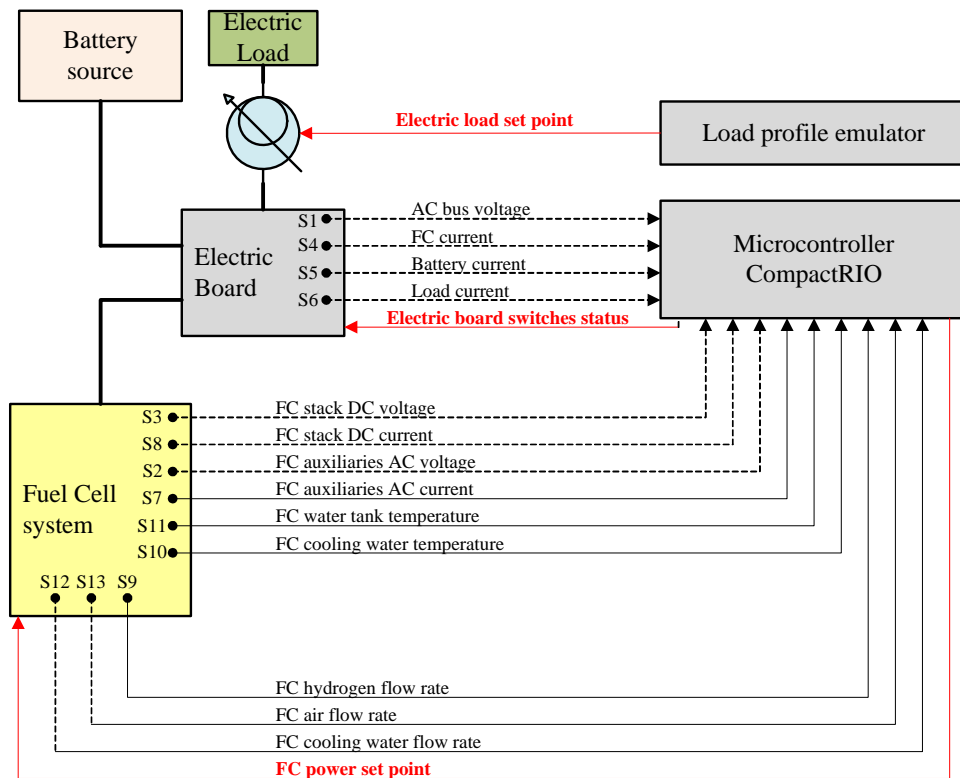 Battery
source
Electric
Load
Electric load set point
Load profile emulator
S1
AC bus voltage
S4
FC current
S5
Battery current
S6
Load current
Electric
Board
Microcontroller
CompactRIO
Electric board switches status
S3
FC stack DC voltage
S8
FC stack DC current
S2
FC auxiliaries AC voltage
S7
FC auxiliaries AC current
S11
FC water tank temperature
S10
FC cooling water temperature
Fuel Cell
system
S12
S13
S9
FC hydrogen flow rate
FC air flow rate
FC cooling water flow rate
FC power set point